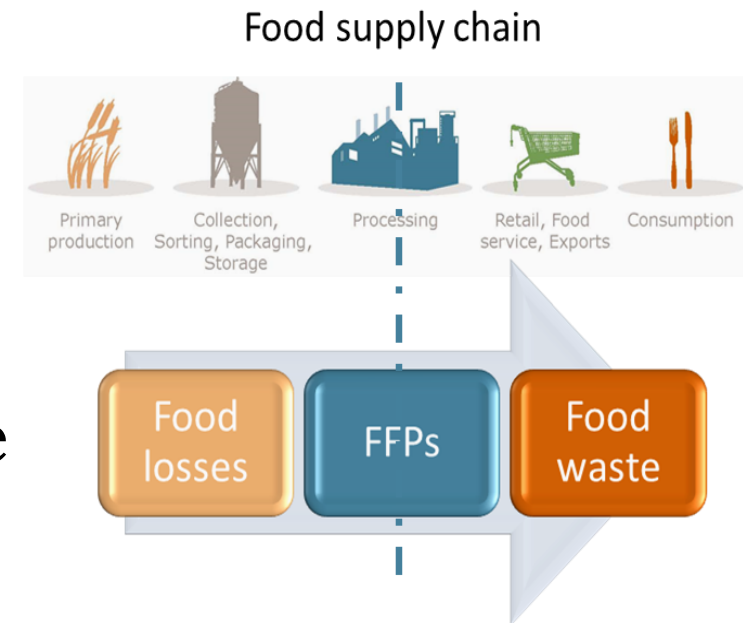 Food supply chain
Primary
production
Collection,
Sorting, Packaging,
Storage
Processing
Retail, Food
service, Exports
Consumption
e
Food
losses
FFPs
Food
waste